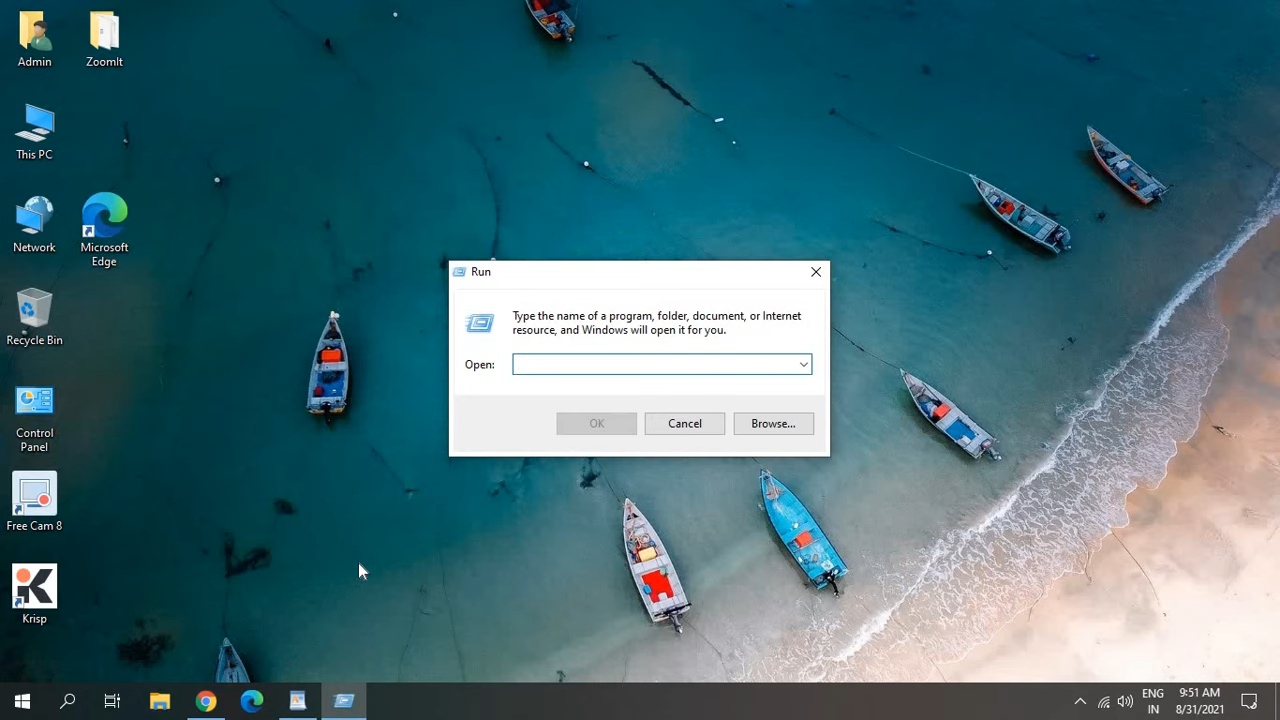 Admin
ZoomIt
This PC
Network
Microsoft
Edge
Recycle Bin
Control
Panel
Free Cam 8
Krisp
Run
Type the name of a program, folder, document, or Internet
resource, and Windows will open it for you.
Open:
OK
Cancel
Browse...
ENG
IN
9:51 AM
8/31/2021